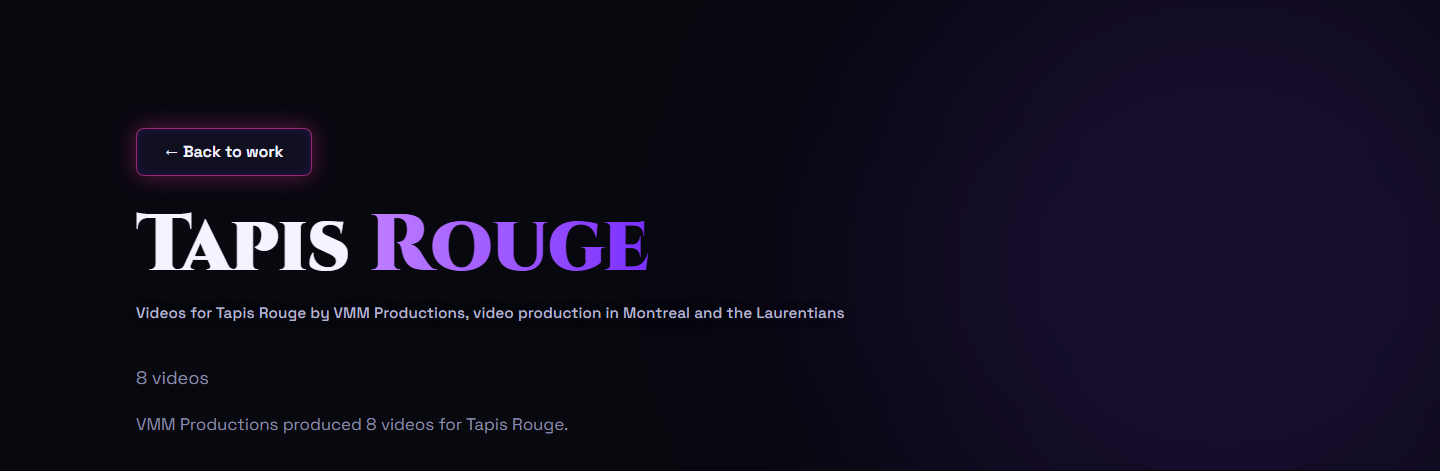 ← Back to work
Tapis Rouge
Videos for Tapis Rouge by VMM Productions, video production in Montreal and the Laurentians
8 videos
VMM Productions produced 8 videos for Tapis Rouge.